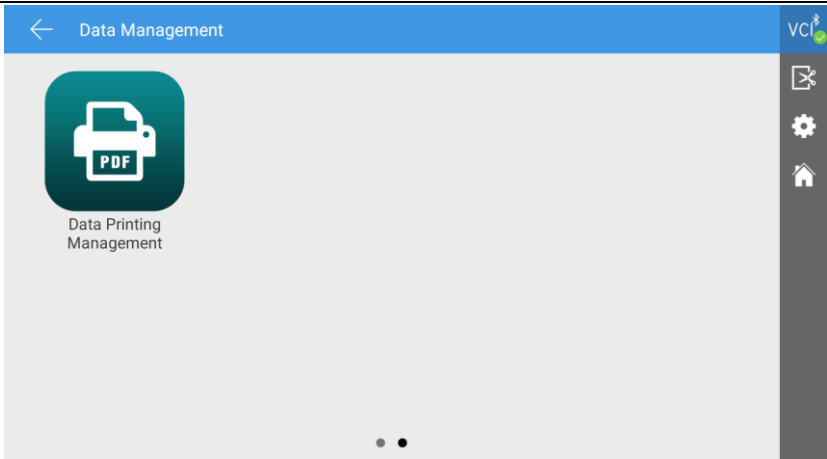 Data Management
VCI
PDF
Data Printing
Management